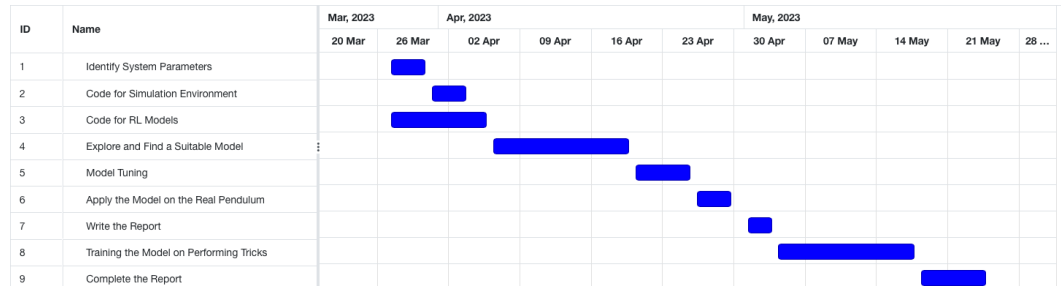 ID Name Mar, 2023 Apr, 2023 May, 2023
20 Mar 26 Mar 02 Apr 09 Apr 16 Apr 23 Apr 30 Apr 07 May 14 May 21 May 28 ...
1 Identify System Parameters
2 Code for Simulation Environment
3 Code for RL Models
4 Explore and Find a Suitable Model
5 Model Tuning
6 Apply the Model on the Real Pendulum
7 Write the Report
8 Training the Model on Performing Tricks
9 Complete the Report